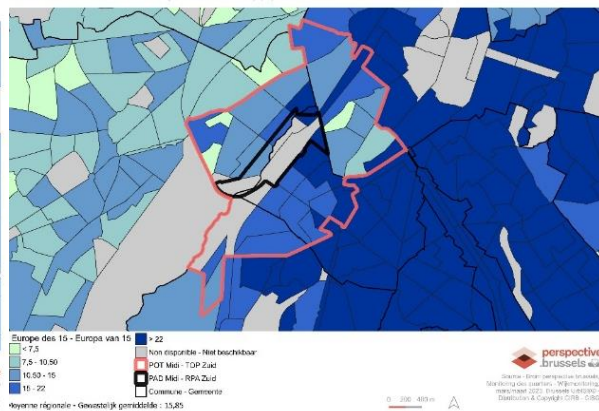 Europe des 15 - Europa van 15
< 7,5
7,5 - 10.50
10.50 - 15
15 - 22
> 22
Non disponible - Niet beschikbaar
POT Midi - TOP Zuid
PAD Midi - RPA Zuid
Commune - Gemeente
Moyenne régionale - Gewestelijk gemiddelde : 15,85
0 200 400 m
perspective
.brussels